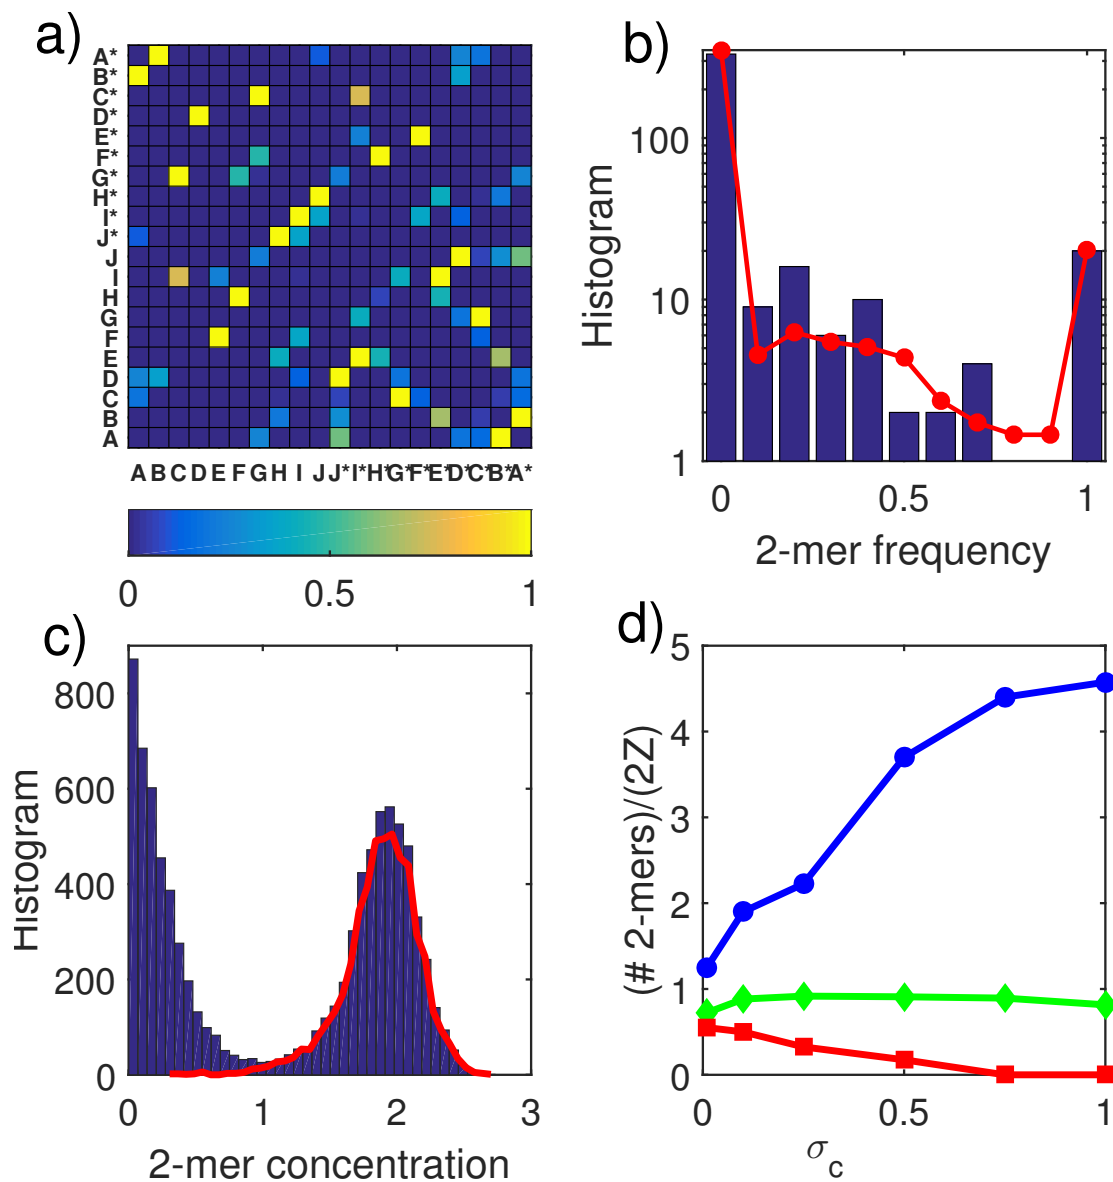 a)
A*
B*
C*
D*
E*
F*
G*
H*
I*
J*
J
I
H
G
F
E
D
C
B
A
A B C D E F G H I J J* I* H* G* F* E* D* C* B* A*
0 0.5 1
b)
Histogram
100
10
1
0 0.5 1
2-mer frequency
c)
Histogram
800
600
400
200
0
0 1 2 3
2-mer concentration
d)
(# 2-mers)/(2Z)
5
4
3
2
1
0
0 0.5 1
σc